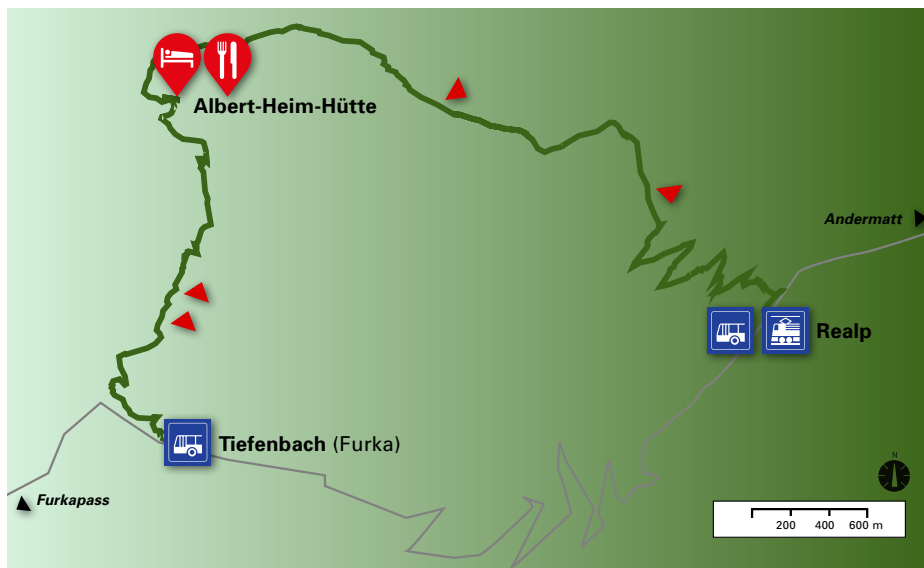 Albert-Heim-Hütte
Andermatt
Realp
Tiefenbach (Furka)
Furkapass
N
200 400 600 m